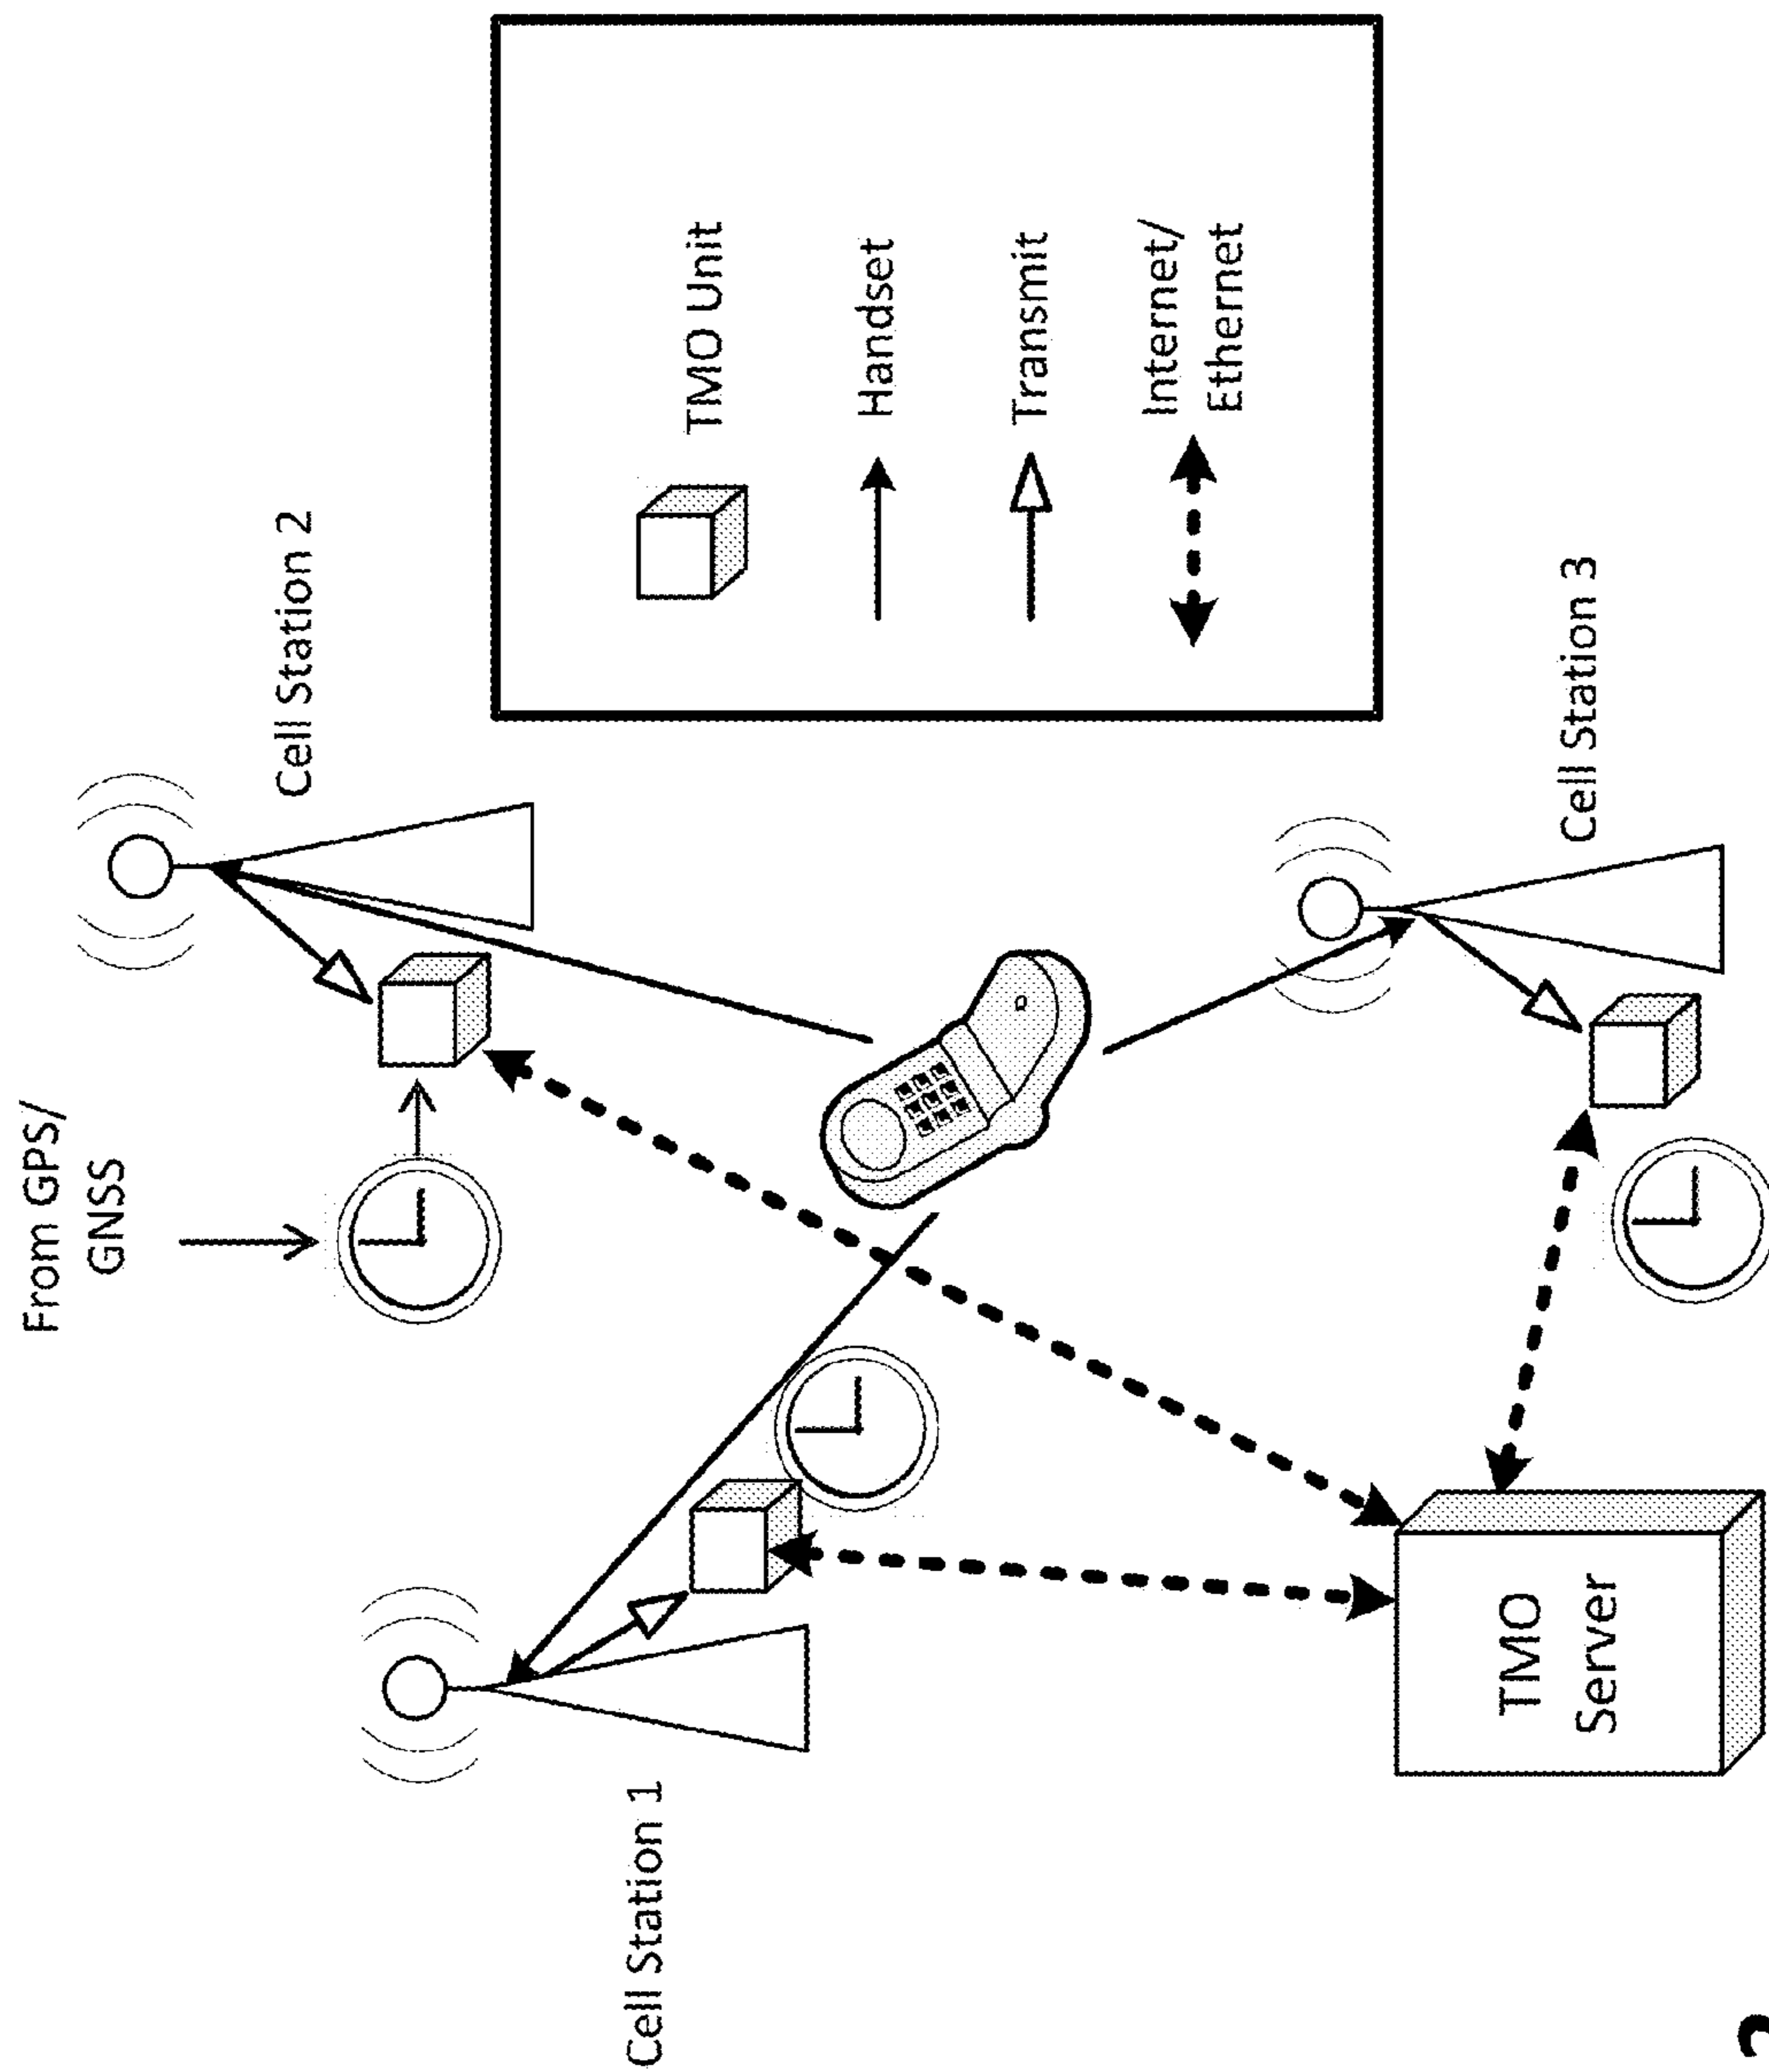 From GPS/
GNSS
Cell Station 2
Cell Station 1
TMO Unit
Handset
Transmit
Internet/
Ethernet
TMO
Server
Cell Station 3